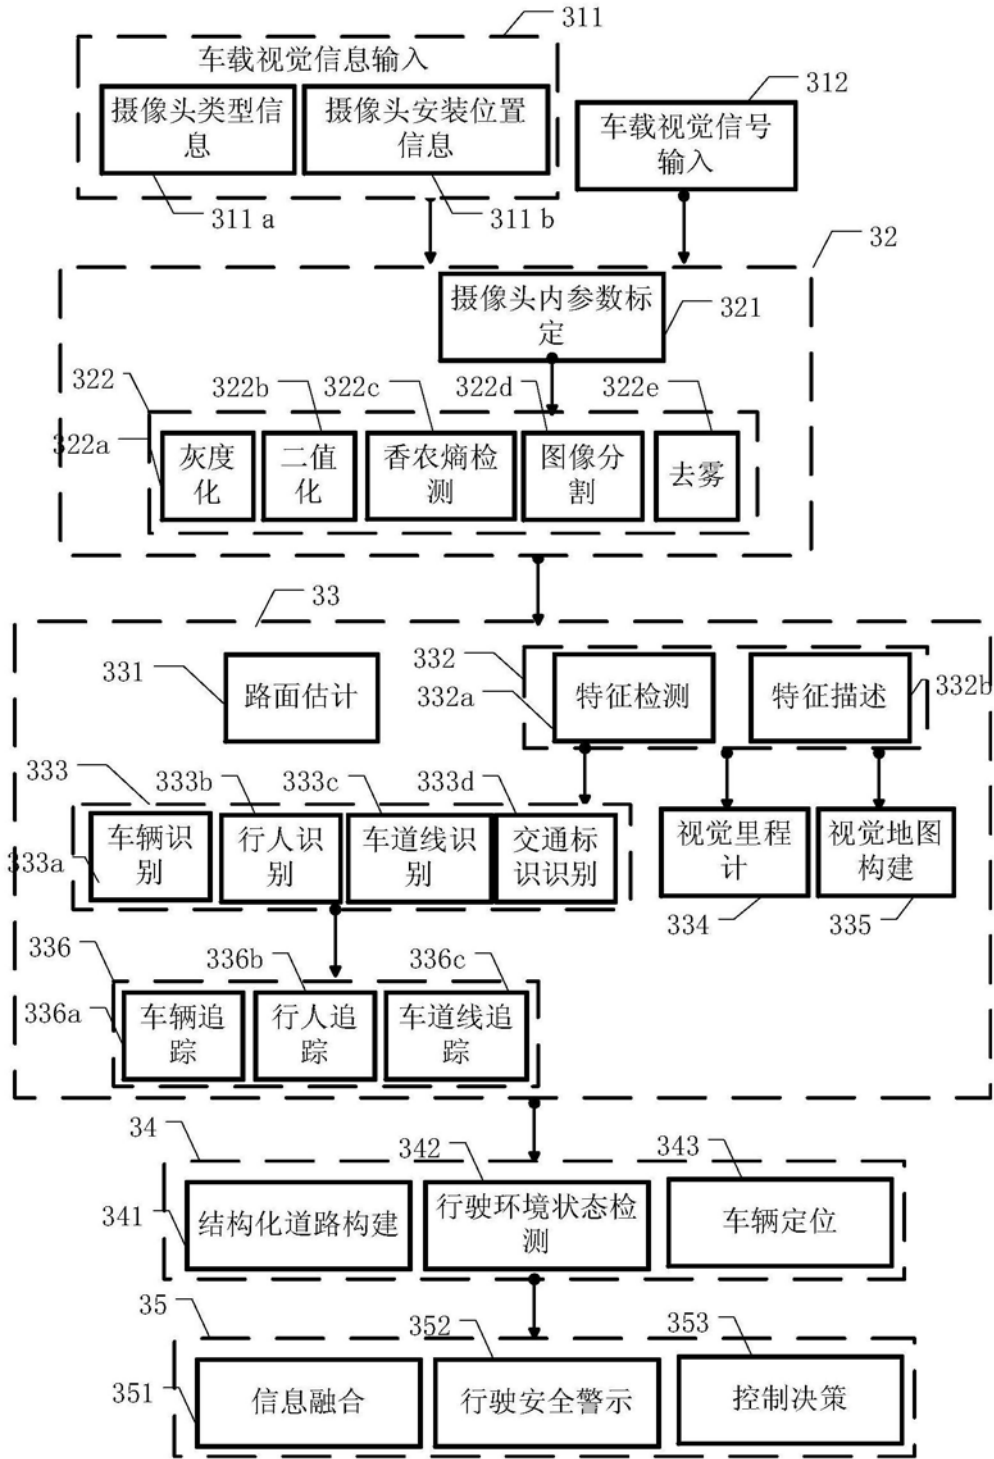 311
车载视觉信息输入
摄像头类型信
息
摄像头安装位置
信息
311a
311b
312
车载视觉信号
输入
32
摄像头内参数标
定
321
322
322a
322b
322c
322d
322e
灰度
化
二值
化
香农熵检
测
图像分
割
去雾
33
331
路面估计
332
332a
特征检测
特征描述
332b
333
333b
333c
333d
333a
车辆识
别
行人识
别
车道线识
别
交通标
识识别
视觉里程
计
334
视觉地图
构建
335
336
336b
336c
336a
车辆追
踪
行人追
踪
车道线追
踪
34
342
343
341
结构化道路构建
行驶环境状态检
测
车辆定位
35
352
353
351
信息融合
行驶安全警示
控制决策